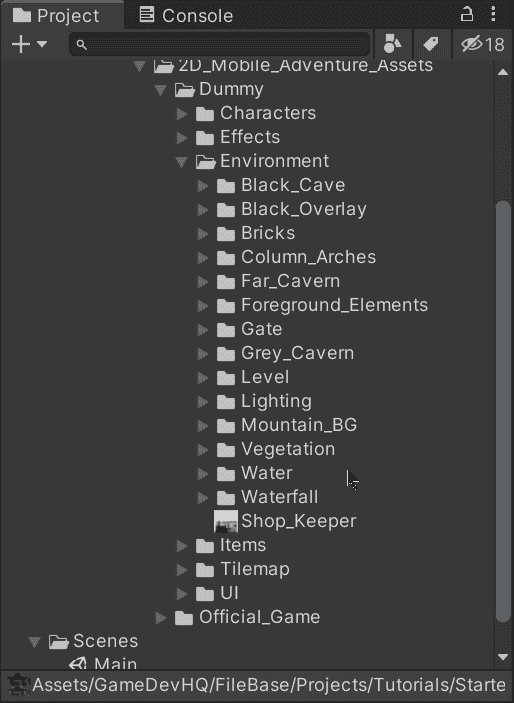 Project
Console
18
2D_Mobile_Adventure_Assets
Dummy
Characters
Effects
Environment
Black_Cave
Black_Overlay
Bricks
Column_Arches
Far_Cavern
Foreground_Elements
Gate
Grey_Cavern
Level
Lighting
Mountain_BG
Vegetation
Water
Waterfall
Shop_Keeper
Items
Tilemap
UI
Official_Game
Scenes
Main
Assets/GameDevHQ/FileBase/Projects/Tutorials/Starte